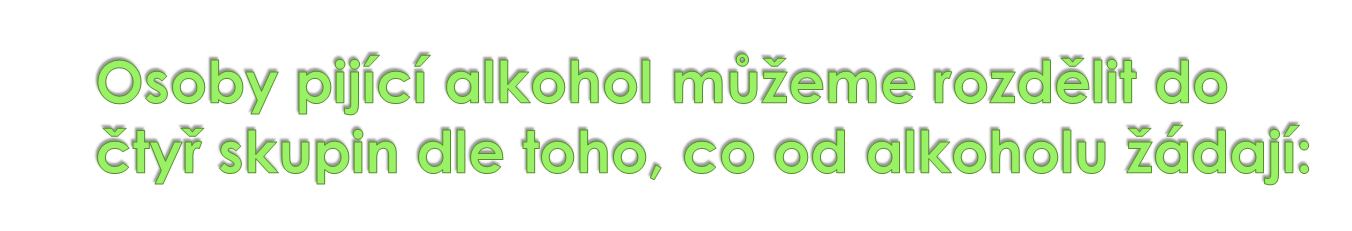 Osoby pijící alkohol můžeme rozdělit do
čtyř skupin dle toho, co od alkoholu žádají: